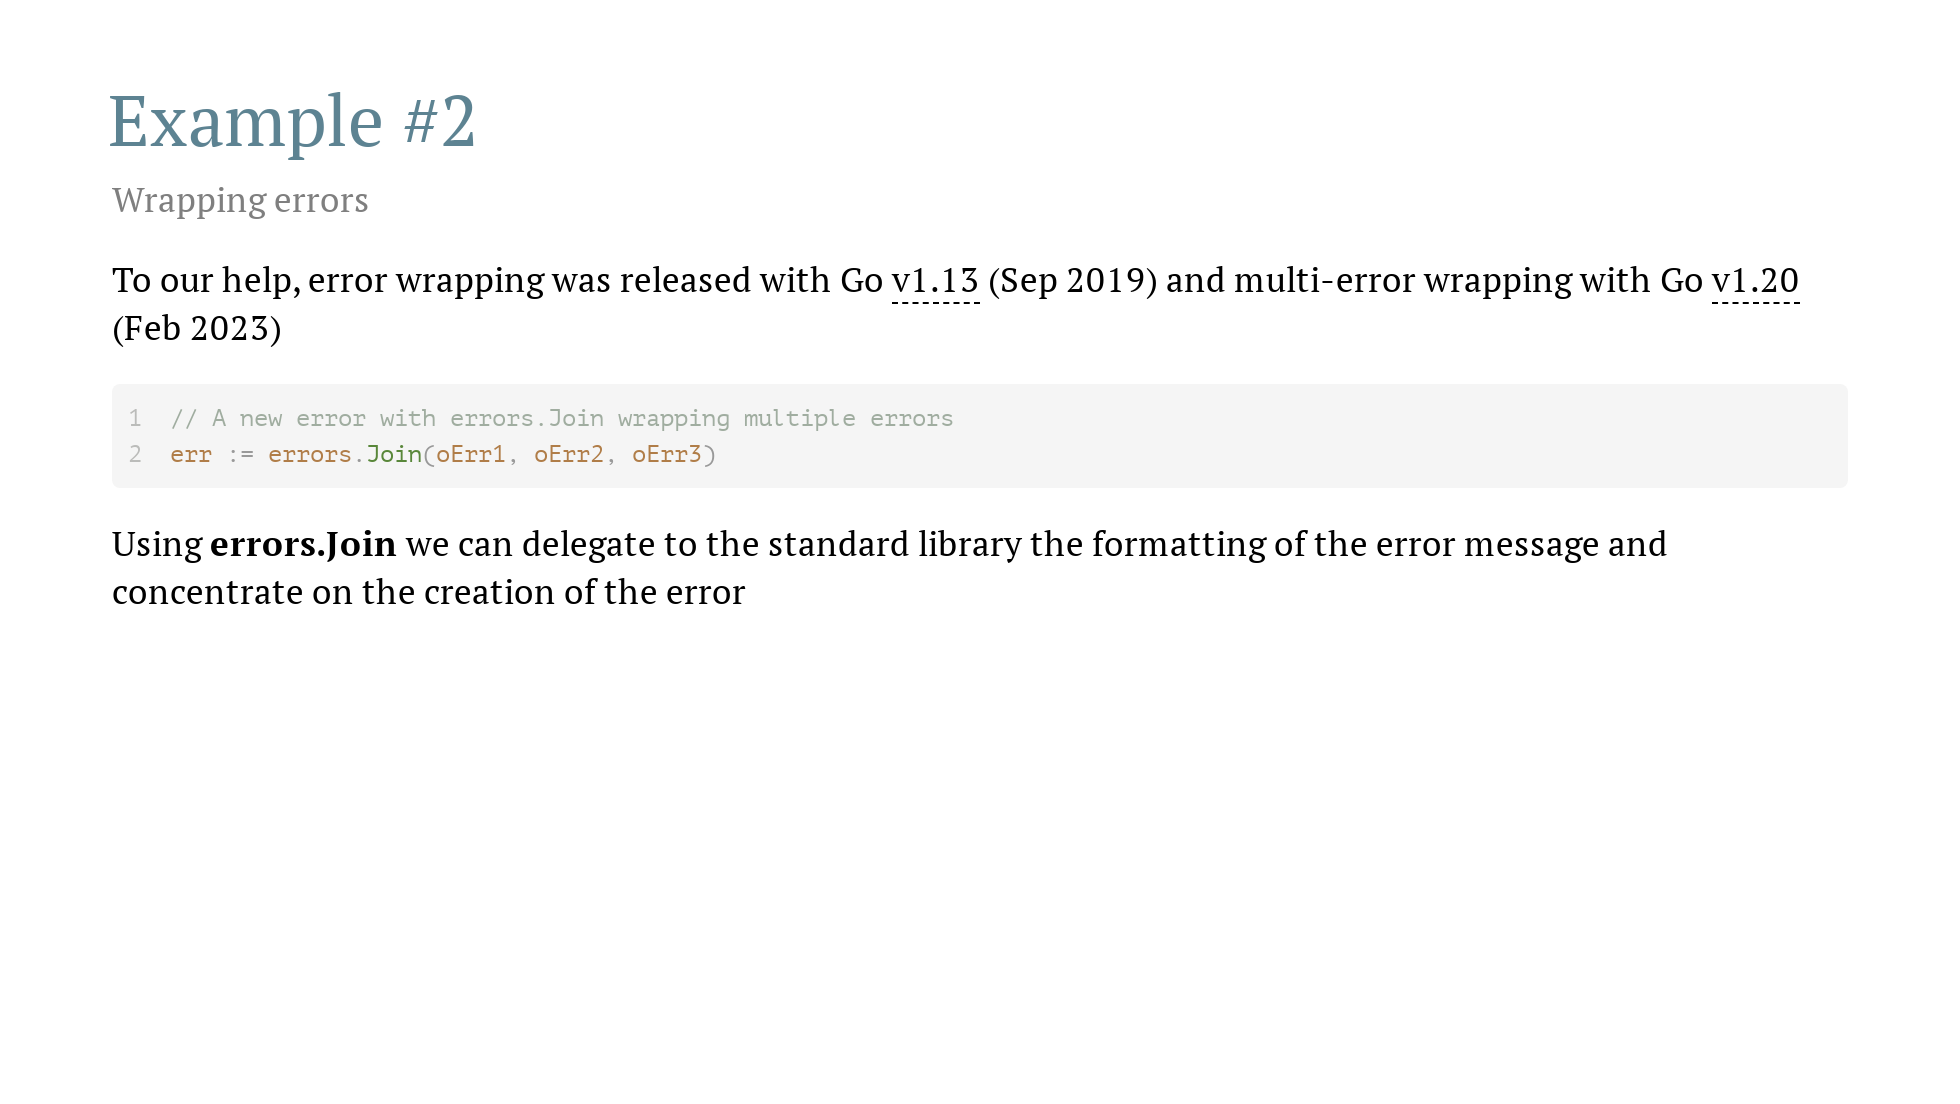 Example #2
Wrapping errors
To our help, error wrapping was released with Go v1.13 (Sep 2019) and multi-error wrapping with Go v1.20
(Feb 2023)
1 // A new error with errors.Join wrapping multiple errors
2 err := errors.Join(oErr1, oErr2, oErr3)
Using errors.Join we can delegate to the standard library the formatting of the error message and
concentrate on the creation of the error